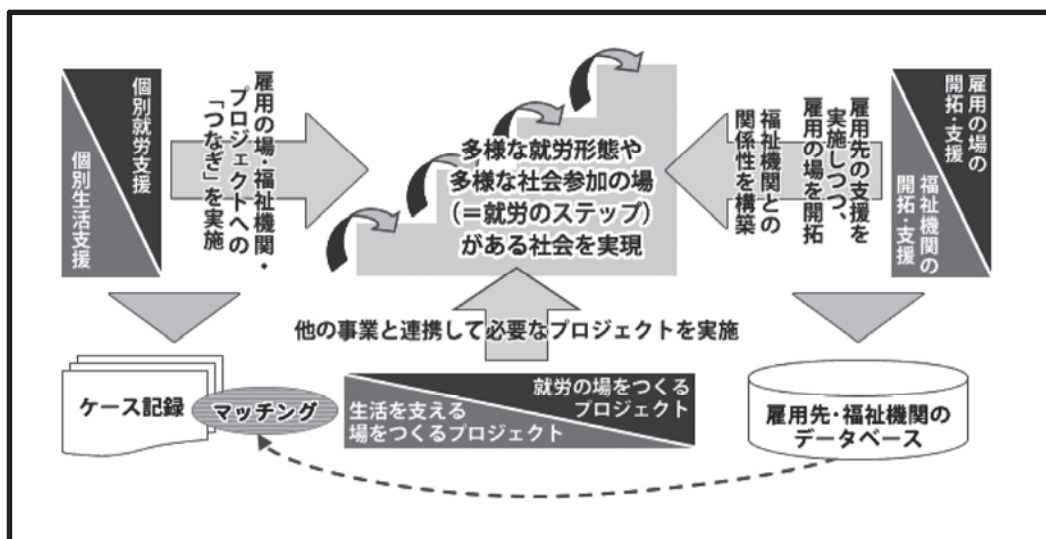 個別就労支援
個別生活支援
雇用の場・福祉機関・
プロジェクトへの
「つなぎ」を実施
多様な就労形態や
多様な社会参加の場
(=就労のステップ)
がある社会を実現
雇用先の支援を
実施しつつ、
雇用の場を開拓
福祉機関との
関係性を構築
雇用の場の
開拓・支援
福祉機関の
開拓・支援
他の事業と連携して必要なプロジェクトを実施
ケース記録
マッチング
就労の場をつくる
プロジェクト
生活を支える
場をつくるプロジェクト
雇用先・福祉機関の
データベース